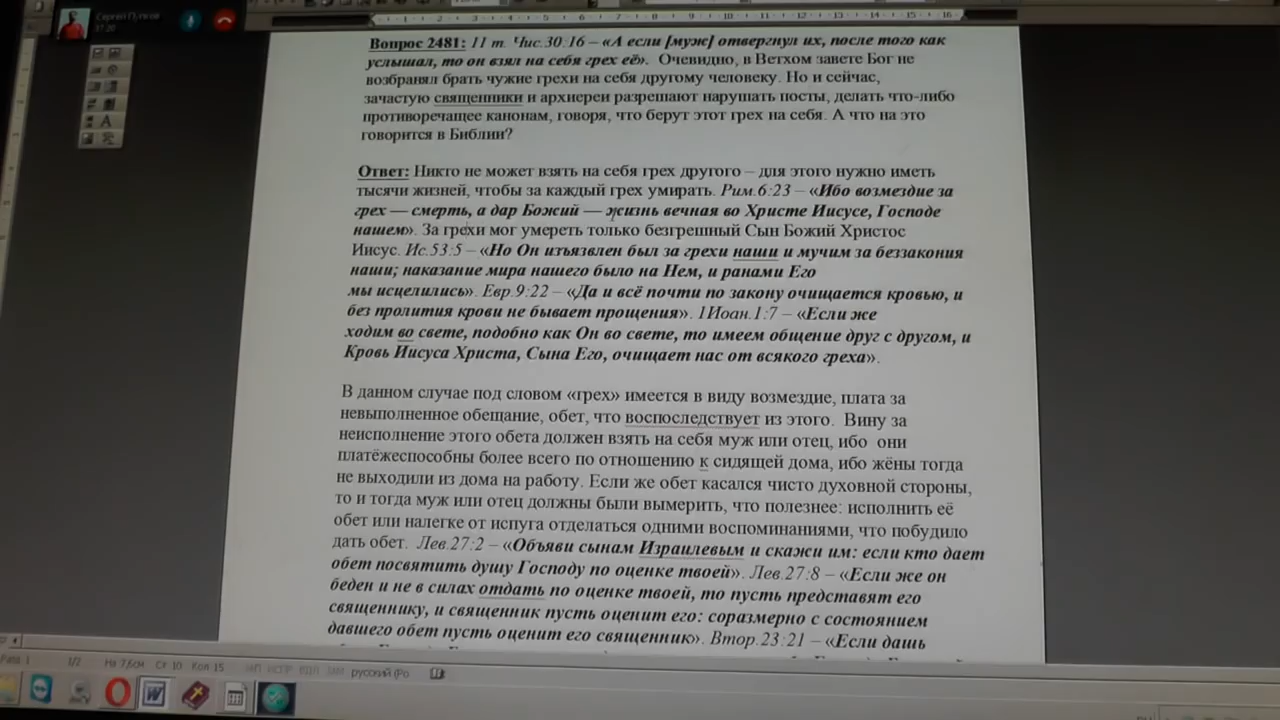 Сергей Пупков
Вопрос 2481: 11 т. Чис.30:16 – «А если [муж] отвергнул их, после того как
услышал, то он взял на себя грех её». Очевидно, в Ветхом завете Бог не
возбранял брать чужие грехи на себя другому человеку. Но и сейчас,
зачастую священники и архиереи разрешают нарушать посты, делать что-либо
противоречащее канонам, говоря, что берут этот грех на себя. А что на это
говорится в Библии?
Ответ: Никто не может взять на себя грех другого – для этого нужно иметь
тысячи жизней, чтобы за каждый грех умирать. Рим.6:23 – «Ибо возмездие за
грех — смерть, а дар Божий — жизнь вечная во Христе Иисусе, Господе
нашем». За грехи мог умереть только безгрешный Сын Божий Христос
Иисус. Ис.53:5 – «Но Он изъязвлен был за грехи наши и мучим за беззакония
наши; наказание мира нашего было на Нем, и ранами Его
мы исцелились». Евр.9:22 – «Да и всё почти по закону очищается кровью, и
без пролития крови не бывает прощения». 1Иоан.1:7 – «Если же
ходим во свете, подобно как Он во свете, то имеем общение друг с другом, и
Кровь Иисуса Христа, Сына Его, очищает нас от всякого греха».
В данном случае под словом «грех» имеется в виду возмездие, плата за
невыполненное обещание, обет, что воспоследствует из этого. Вину за
неисполнение этого обета должен взять на себя муж или отец, ибо они
платёжеспособны более всего по отношению к сидящей дома, ибо жёны тогда
не выходили из дома на работу. Если же обет касался чисто духовной стороны,
то и тогда муж или отец должны были вымерить, что полезнее: исполнить её
обет или налегке от испуга отделаться одними воспоминаниями, что побудило
дать обет. Лев.27:2 – «Объяви сынам Израилевым и скажи им: если кто дает
обет посвятить душу Господу по оценке твоей». Лев.27:8 – «Если же он
беден и не в силах отдать по оценке твоей, то пусть представят его
священнику, и священник пусть оценит его: соразмерно с состоянием
давшего обет пусть оценит его священник». Втор.23:21 – «Если дашь
1/2 На 7,6см Ст 10 Кол 15 русский (Ро